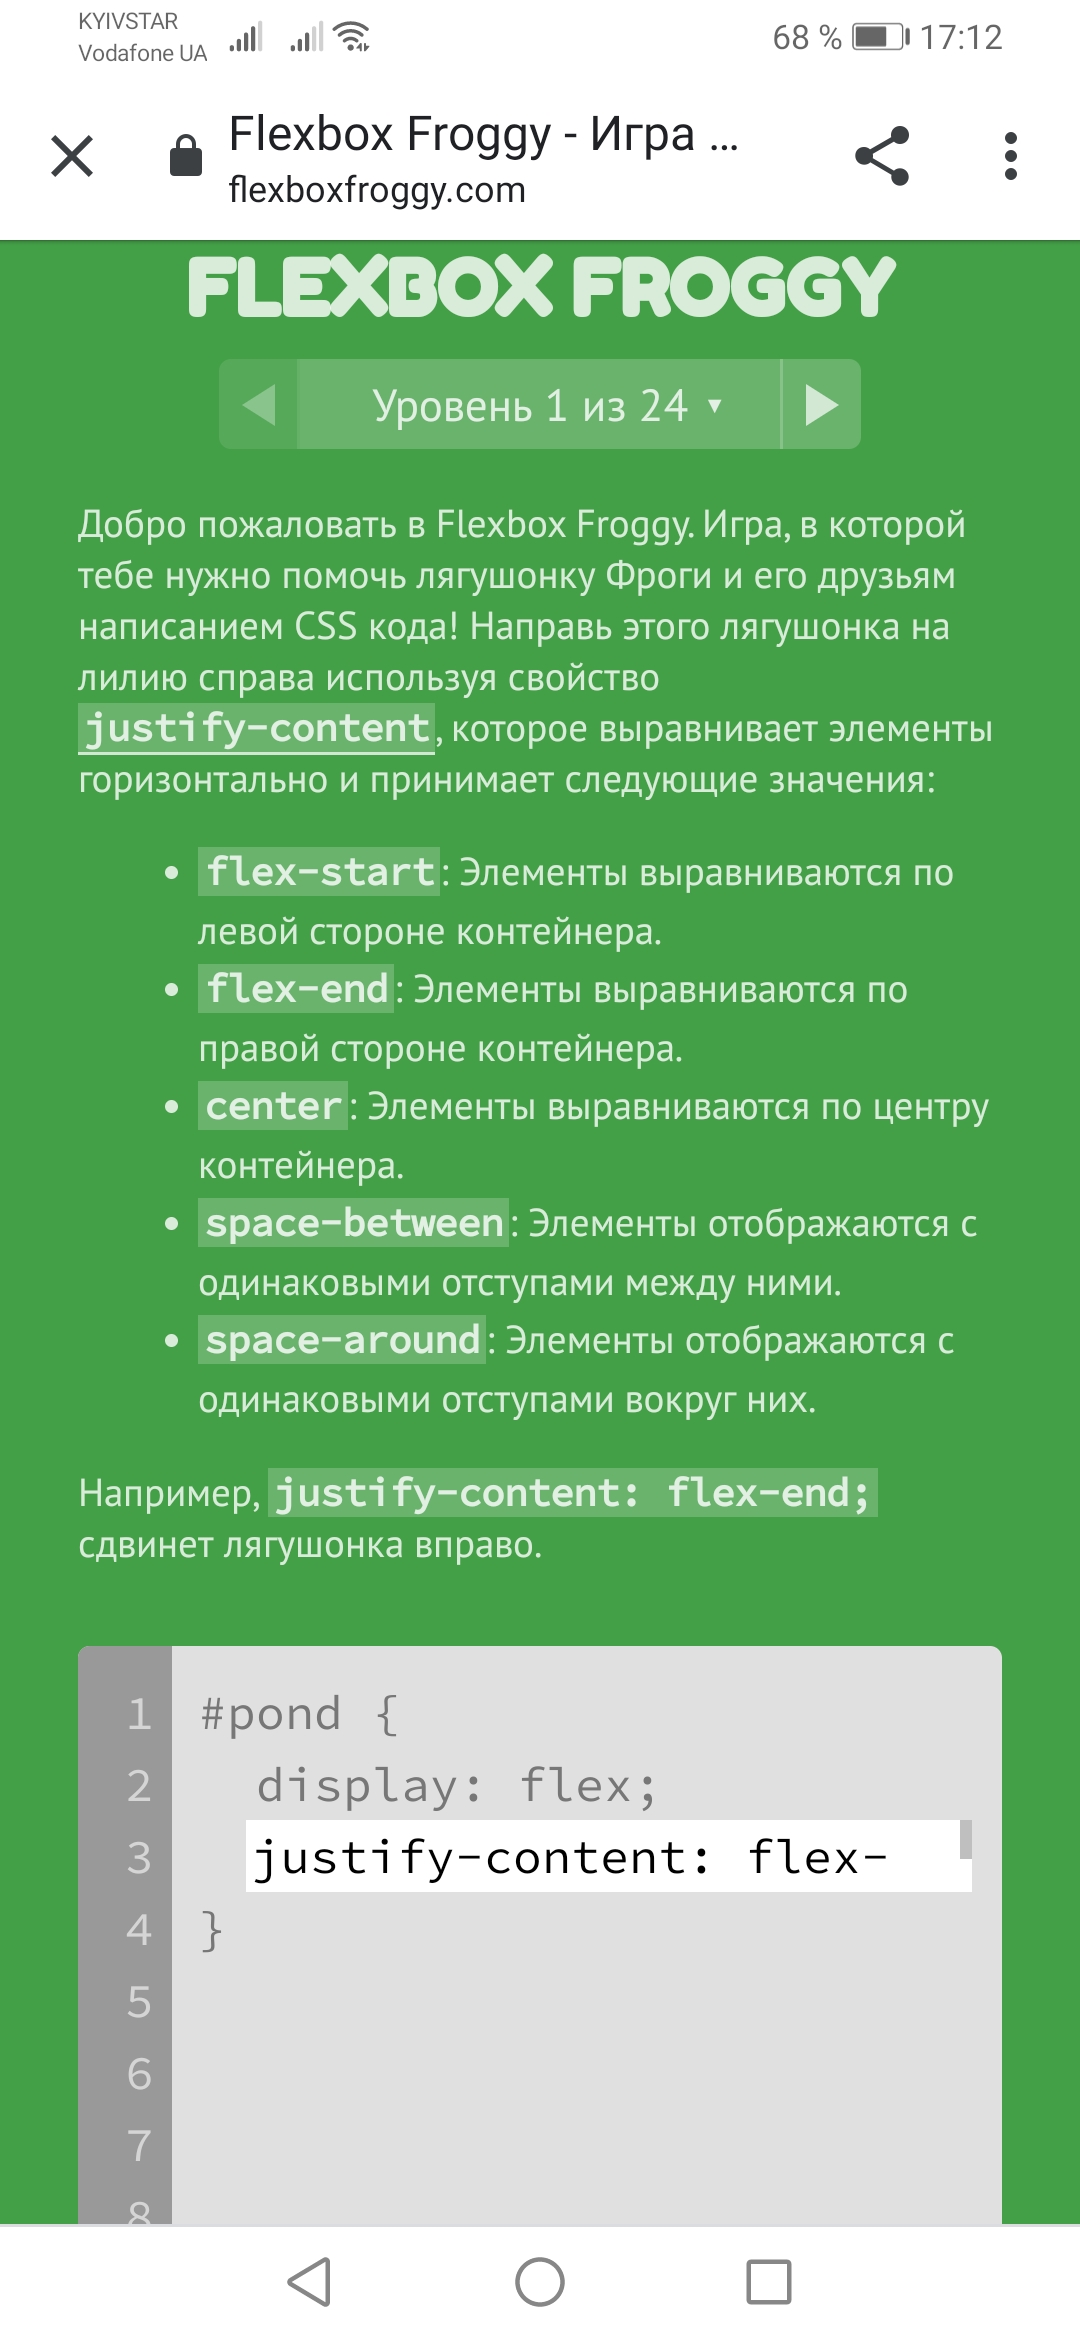 KYIVSTAR
Vodafone UA
68 %
17:12
Flexbox Froggy - Игра ...
flexboxfroggy.com
FLEXBOX FROGGY
Уровень 1 из 24 ▼
Добро пожаловать в Flexbox Froggy. Игра, в которой
тебе нужно помочь лягушонку Фроги и его друзьям
написанием CSS кода! Направь этого лягушонка на
лилию справа используя свойство
justify-content, которое выравнивает элементы
горизонтально и принимает следующие значения:
• flex-start: Элементы выравниваются по
левой стороне контейнера.
• flex-end: Элементы выравниваются по
правой стороне контейнера.
• center: Элементы выравниваются по центру
контейнера.
• space-between: Элементы отображаются с
одинаковыми отступами между ними.
• space-around: Элементы отображаются с
одинаковыми отступами вокруг них.
Например, justify-content: flex-end;
сдвинет лягушонка вправо.
1 #pond {
2 display: flex;
3 justify-content: flex-
4 }
5
6
7
8